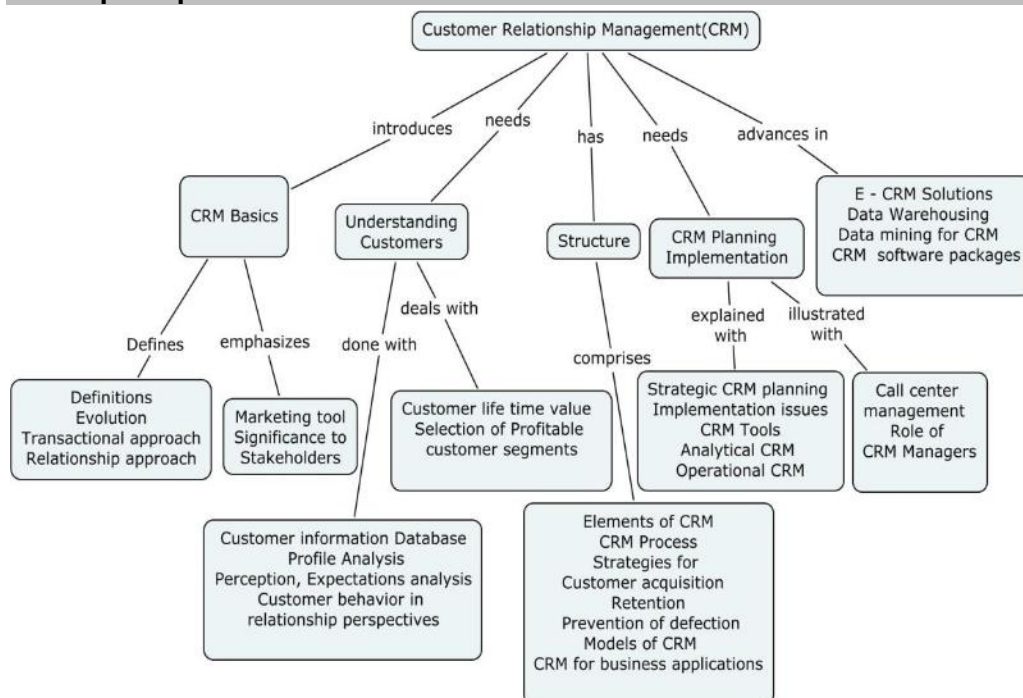 Customer Relationship Management(CRM)
introduces
needs
has
needs
advances in
CRM Basics
Understanding
Customers
Structure
CRM Planning
Implementation
E - CRM Solutions
Data Warehousing
Data mining for CRM
CRM software packages
Defines
emphasizes
done with
deals with
comprises
explained
with
illustrated
with
Definitions
Evolution
Transactional approach
Relationship approach
Marketing tool
Significance to
Stakeholders
Customer life time value
Selection of Profitable
customer segments
Strategic CRM planning
Implementation issues
CRM Tools
Analytical CRM
Operational CRM
Call center
management
Role of
CRM Managers
Customer information Database
Profile Analysis
Perception, Expectations analysis
Customer behavior in
relationship perspectives
Elements of CRM
CRM Process
Strategies for
Customer acquisition
Retention
Prevention of defection
Models of CRM
CRM for business applications